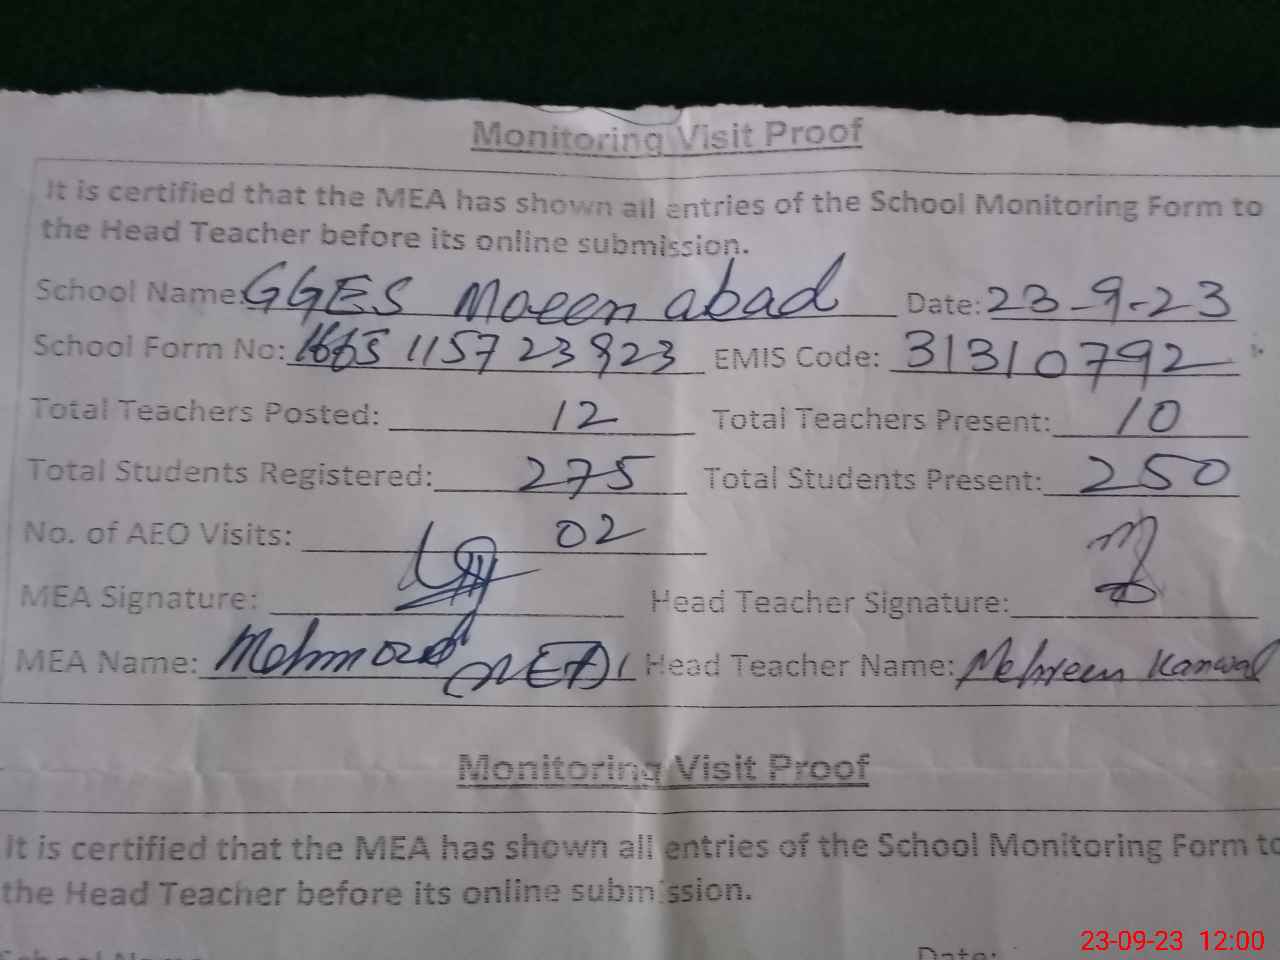 Monitoring Visit Proof
It is certified that the MEA has shown all entries of the School Monitoring Form to
the Head Teacher before its online submission.
School Name: GGES Moeen abad Date: 23-9-23
School Form No: 115723923 EMIS Code: 31310792
Total Teachers Posted: 12 Total Teachers Present: 10
Total Students Registered: 275 Total Students Present: 250
No. of AEO Visits: 02
MEA Signature: Head Teacher Signature:
MEA Name: Mehmood Head Teacher Name: Mehreen Kanwal
Monitoring Visit Proof
It is certified that the MEA has shown all entries of the School Monitoring Form to
the Head Teacher before its online submission.
School Name Date:
23-09-23 12:00